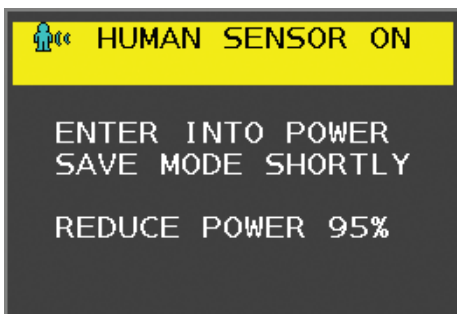 HUMAN SENSOR ON
ENTER INTO POWER
SAVE MODE SHORTLY
REDUCE POWER 95%